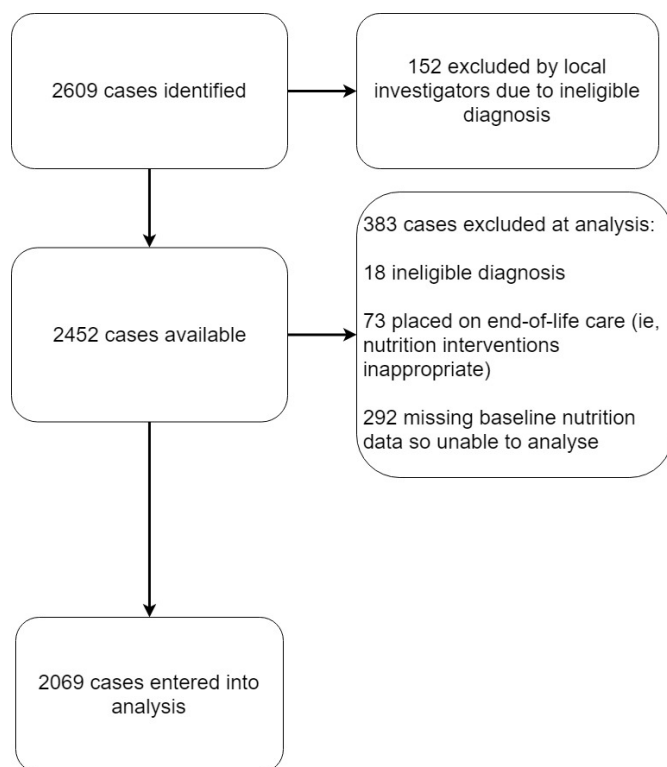 2609 cases identified
152 excluded by local
investigators due to ineligible
diagnosis
2452 cases available
383 cases excluded at analysis:
18 ineligible diagnosis
73 placed on end-of-life care (ie,
nutrition interventions
inappropriate)
292 missing baseline nutrition
data so unable to analyse
2069 cases entered into
analysis